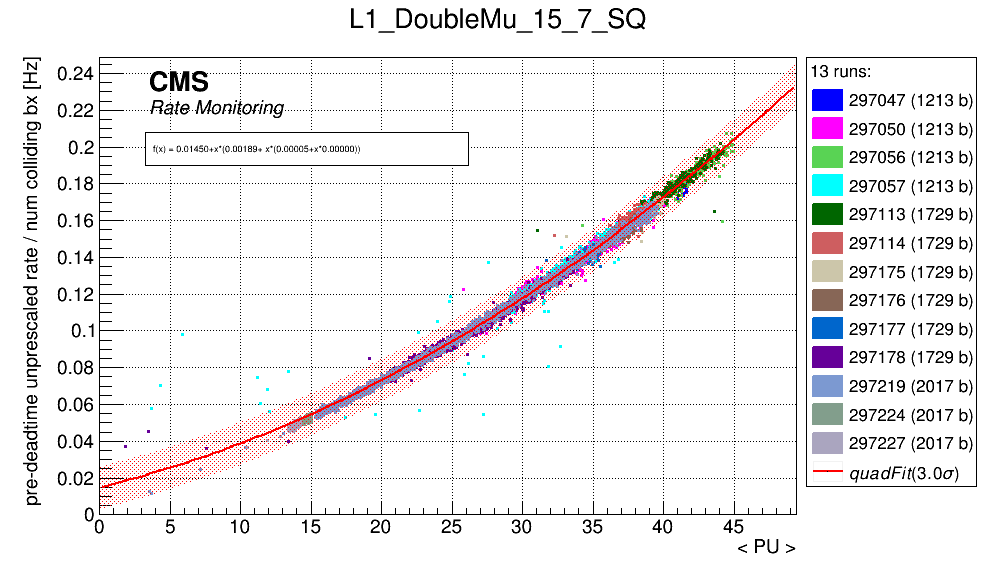 L1_DoubleMu_15_7_SQ
pre-deadtime unprescaled rate / num colliding bx [Hz]
0.24
0.22
0.2
0.18
0.16
0.14
0.12
0.1
0.08
0.06
0.04
0.02
0
CMS
Rate Monitoring
f(x) = 0.01450+x*(0.00189+ x*(0.00005+x*0.00000))
0 5 10 15 20 25 30 35 40 45
< PU >
13 runs:
297047 (1213 b)
297050 (1213 b)
297056 (1213 b)
297057 (1213 b)
297113 (1729 b)
297114 (1729 b)
297175 (1729 b)
297176 (1729 b)
297177 (1729 b)
297178 (1729 b)
297219 (2017 b)
297224 (2017 b)
297227 (2017 b)
quadFit(3.0σ)